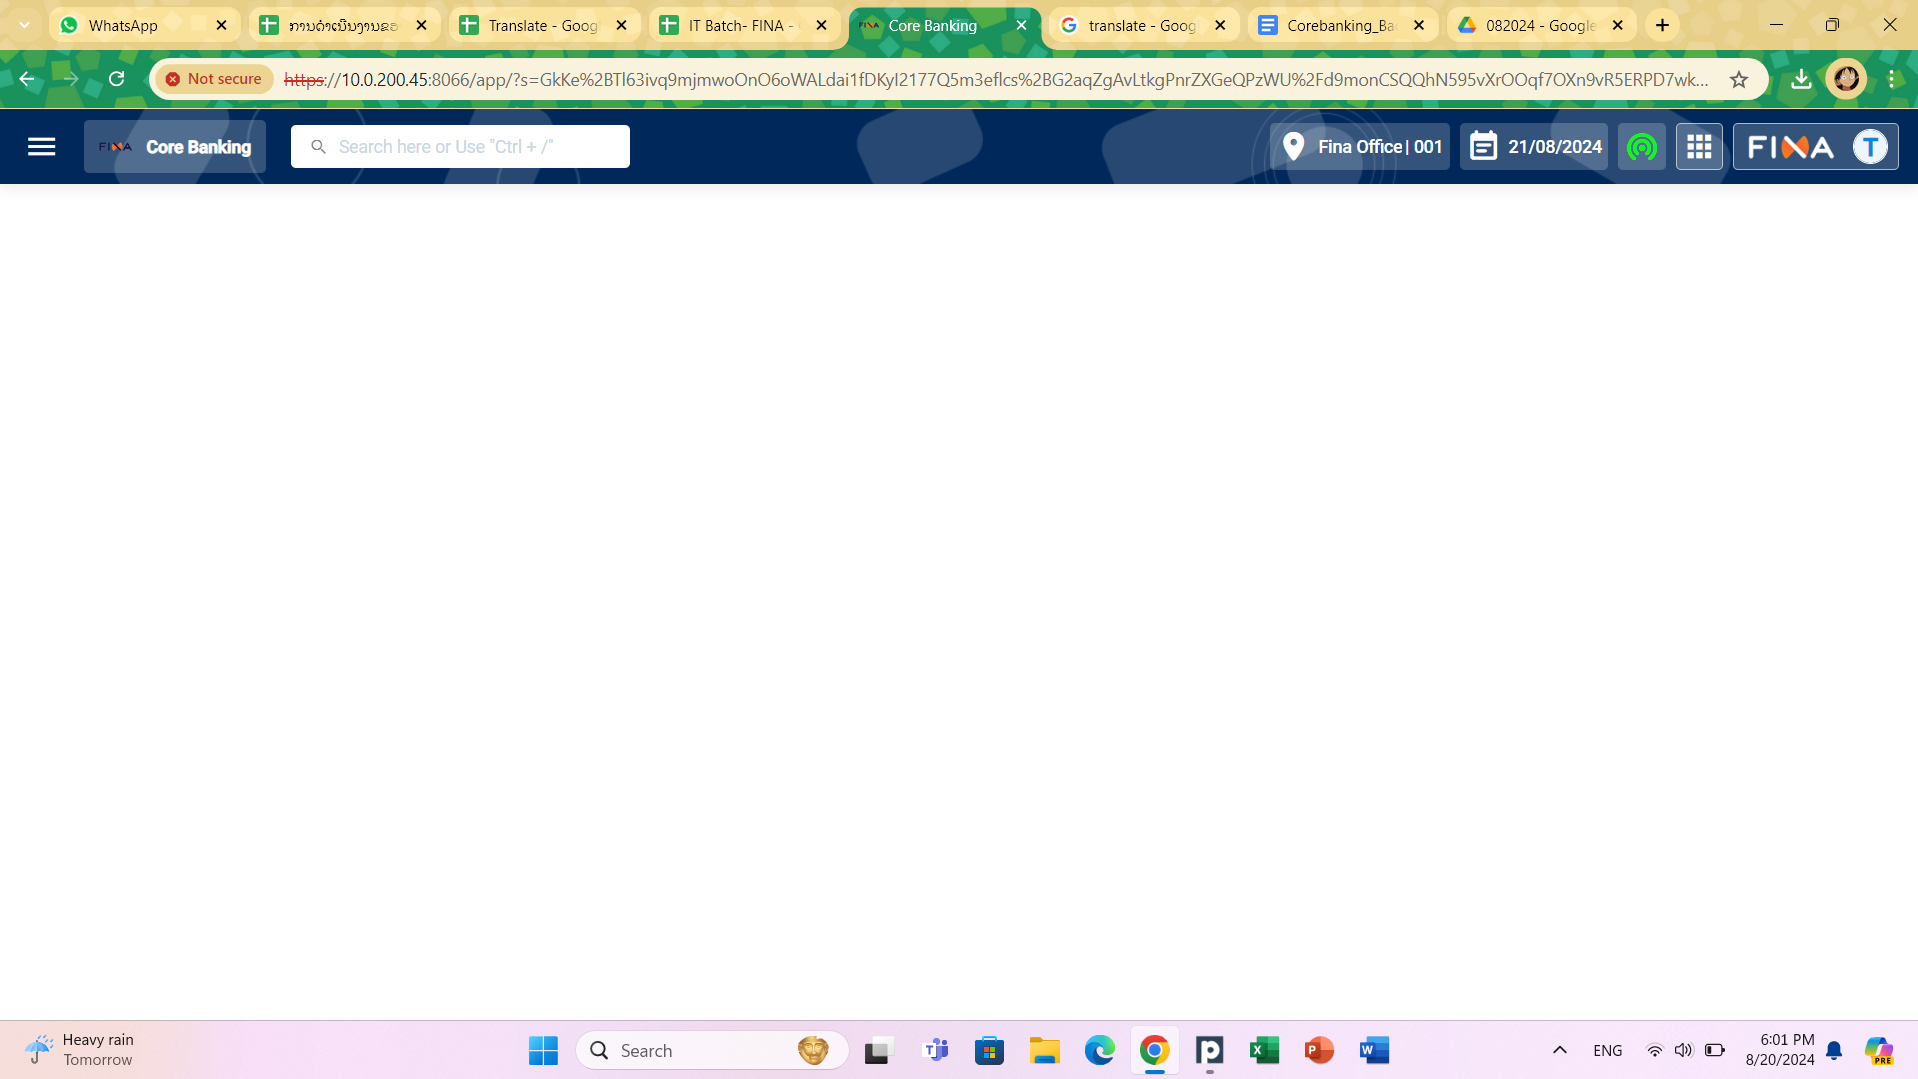 WhatsApp
ການດຳເນີນງານຂອ
Translate - Goog
IT Batch- FINA -
Core Banking
translate - Goog
Corebanking_Ba
082024 - Google
Not secure
https://10.0.200.45:8066/app/?s=GkKe%2BTl63ivq9mjmwoOnO6oWALdai1fDKyI2177Q5m3eflcs%2BG2aqZgAvLtkgPnrZXGeQPzWU%2Fd9monCSQQhN595vXrOOqf7OXn9vR5ERPD7wk...
FINA Core Banking
Search here or Use "Ctrl + /"
Fina Office | 001
21/08/2024
FINA T
Heavy rain
Tomorrow
Search
ENG
6:01 PM
8/20/2024
PRE